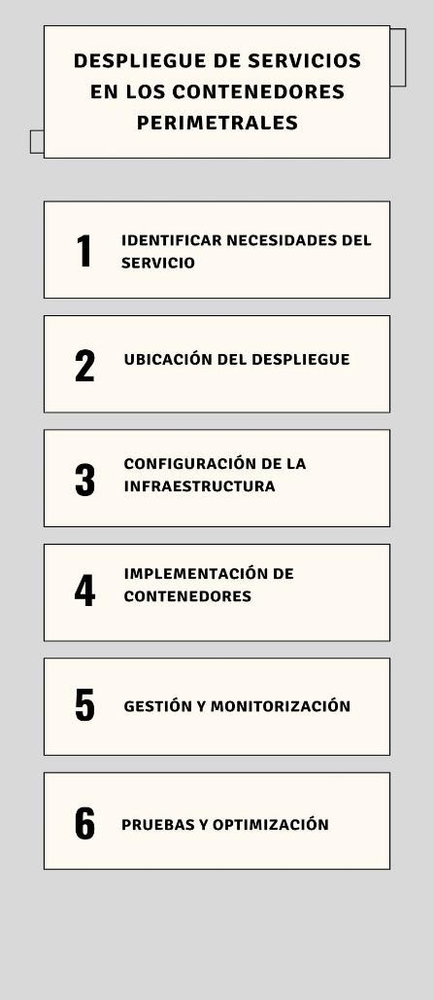 DESPLIEGUE DE SERVICIOS
EN LOS CONTENEDORES
PERIMETRALES
1
IDENTIFICAR NECESIDADES DEL
SERVICIO
2
UBICACIÓN DEL DESPLIEGUE
3
CONFIGURACIÓN DE LA
INFRAESTRUCTURA
4
IMPLEMENTACIÓN DE
CONTENEDORES
5
GESTIÓN Y MONITORIZACIÓN
6
PRUEBAS Y OPTIMIZACIÓN